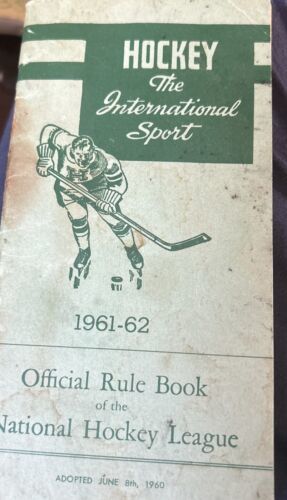 HOCKEY
The
International
Sport
1961-62
Official Rule Book
of the
National Hockey League
ADOPTED JUNE 8th, 1960